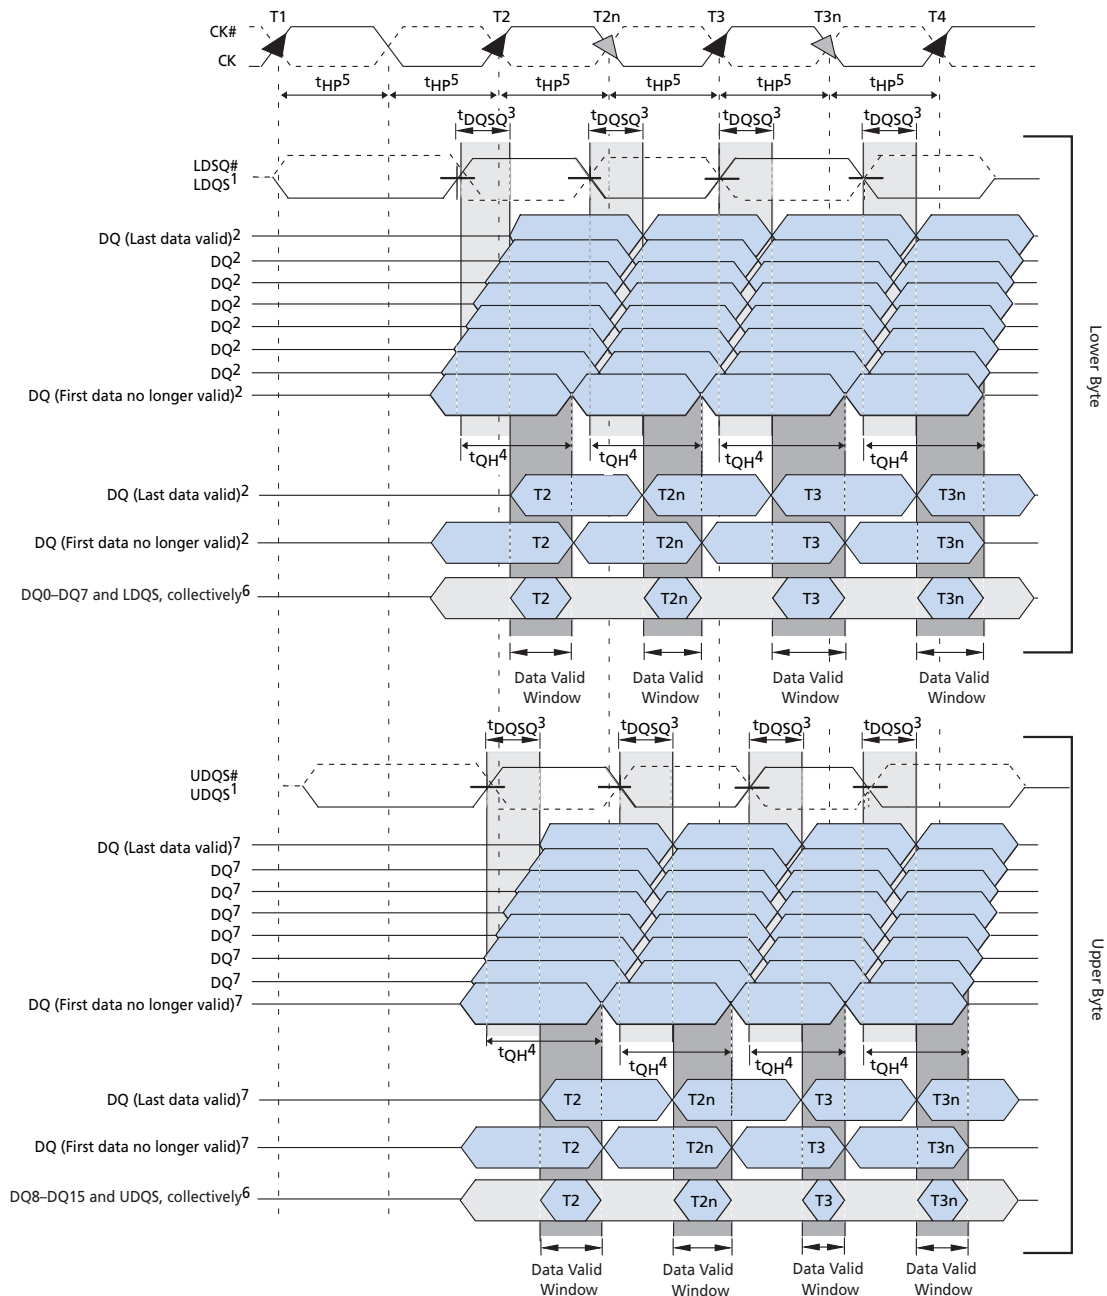 T1 T2 T2n T3 T3n T4
CK#
CK
tHP5 tHP5 tHP5 tHP5 tHP5 tHP5
tDQSQ3 tDQSQ3 tDQSQ3 tDQSQ3
LDSQ#
LDQS1
DQ (Last data valid)2
DQ2
DQ2
DQ2
DQ2
DQ2
DQ2
DQ (First data no longer valid)2
Lower Byte
tQH4 tQH4 tQH4 tQH4
DQ (Last data valid)2 T2 T2n T3 T3n
DQ (First data no longer valid)2 T2 T2n T3 T3n
DQ0–DQ7 and LDQS, collectively6 T2 T2n T3 T3n
Data Valid Data Valid Data Valid Data Valid
Window Window Window Window
tDQSQ3 tDQSQ3 tDQSQ3 tDQSQ3
UDQS#
UDQS1
DQ (Last data valid)7
DQ7
DQ7
DQ7
DQ7
DQ7
DQ7
DQ (First data no longer valid)7
Upper Byte
tQH4 tQH4 tQH4 tQH4
DQ (Last data valid)7 T2 T2n T3 T3n
DQ (First data no longer valid)7 T2 T2n T3 T3n
DQ8–DQ15 and UDQS, collectively6 T2 T2n T3 T3n
Data Valid Data Valid Data Valid Data Valid
Window Window Window Window